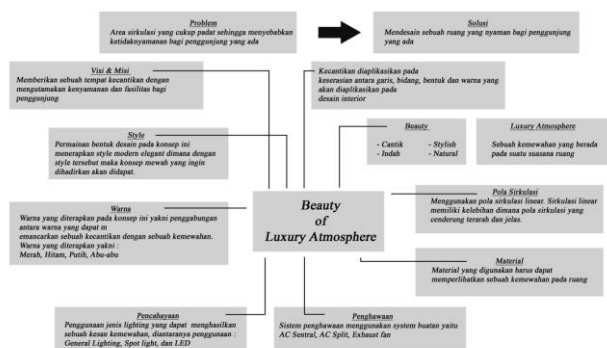 Problem
Area sirkulasi yang cukup padat sehingga menyebabkan
ketidaknyamanan bagi pengunjung yang ada
Solusi
Mendesain sebuah ruang yang nyaman bagi pengunjung
yang ada
Visi & Misi
Memberikan sebuah tempat kecantikan dengan
mengutamakan kenyamanan dan fasilitas bagi
pengunjung
Kecantikan diaplikasikan pada
keserasian antara garis, bidang, bentuk dan warna yang
akan diaplikasikan pada
desain interior
Style
Permainan bentuk desain pada konsep ini
menerapkan style modern elegant dimana dengan
style tersebut maka konsep mewah yang ingin
dihadirkan akan didapat.
Beauty
- Cantik - Stylish
- Indah - Natural
Luxury Atmosphere
Sebuah kemewahan yang berada
pada suatu suasana ruang
Warna
Warna yang diterapkan pada konsep ini yakni penggabungan
antara warna yang dapat m
emancarkan sebuah kecantikan dengan sebuah kemewahan.
Warna yang diterapkan yakni :
Merah, Hitam, Putih, Abu-abu
Beauty
of
Luxury Atmosphere
Pola Sirkulasi
Menggunakan pola sirkulasi linear. Sirkulasi linear
memiliki kelebihan dimana pola sirkulasi yang
cenderung terarah dan jelas.
Material
Material yang digunakan harus dapat
memperlihatkan sebuah kemewahan pada ruang
Pencahayaan
Penggunaan jenis lighting yang dapat menghasilkan
sebuah kesan kemewahan, diantaranya penggunaan :
General Lighting, Spot light, dan LED
Penghawaan
Sistem penghawaan menggunakan system buatan yaitu
AC Sentral, AC Split, Exhaust fan